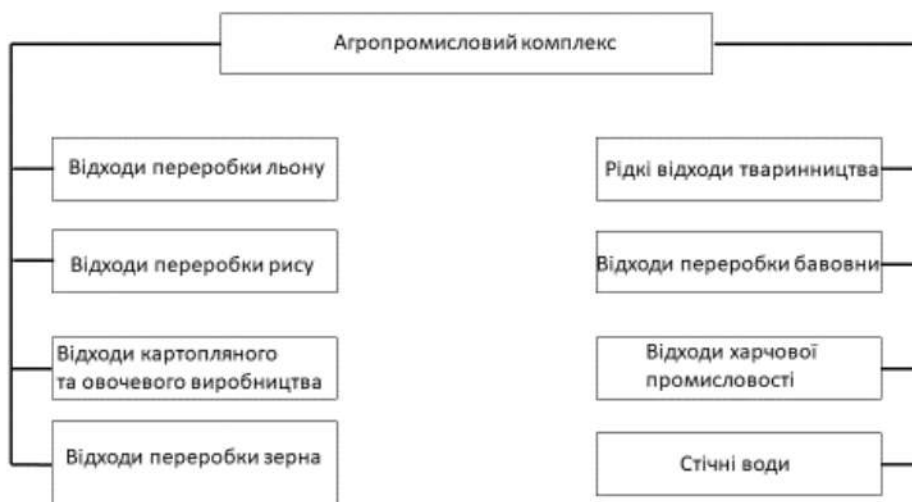 Агропромисловий комплекс
Відходи переробки льону
Відходи переробки рису
Відходи картопляного
та овочевого виробництва
Відходи переробки зерна
Рідкі відходи тваринництва
Відходи переробки бавовни
Відходи харчової
промисловості
Стічні води